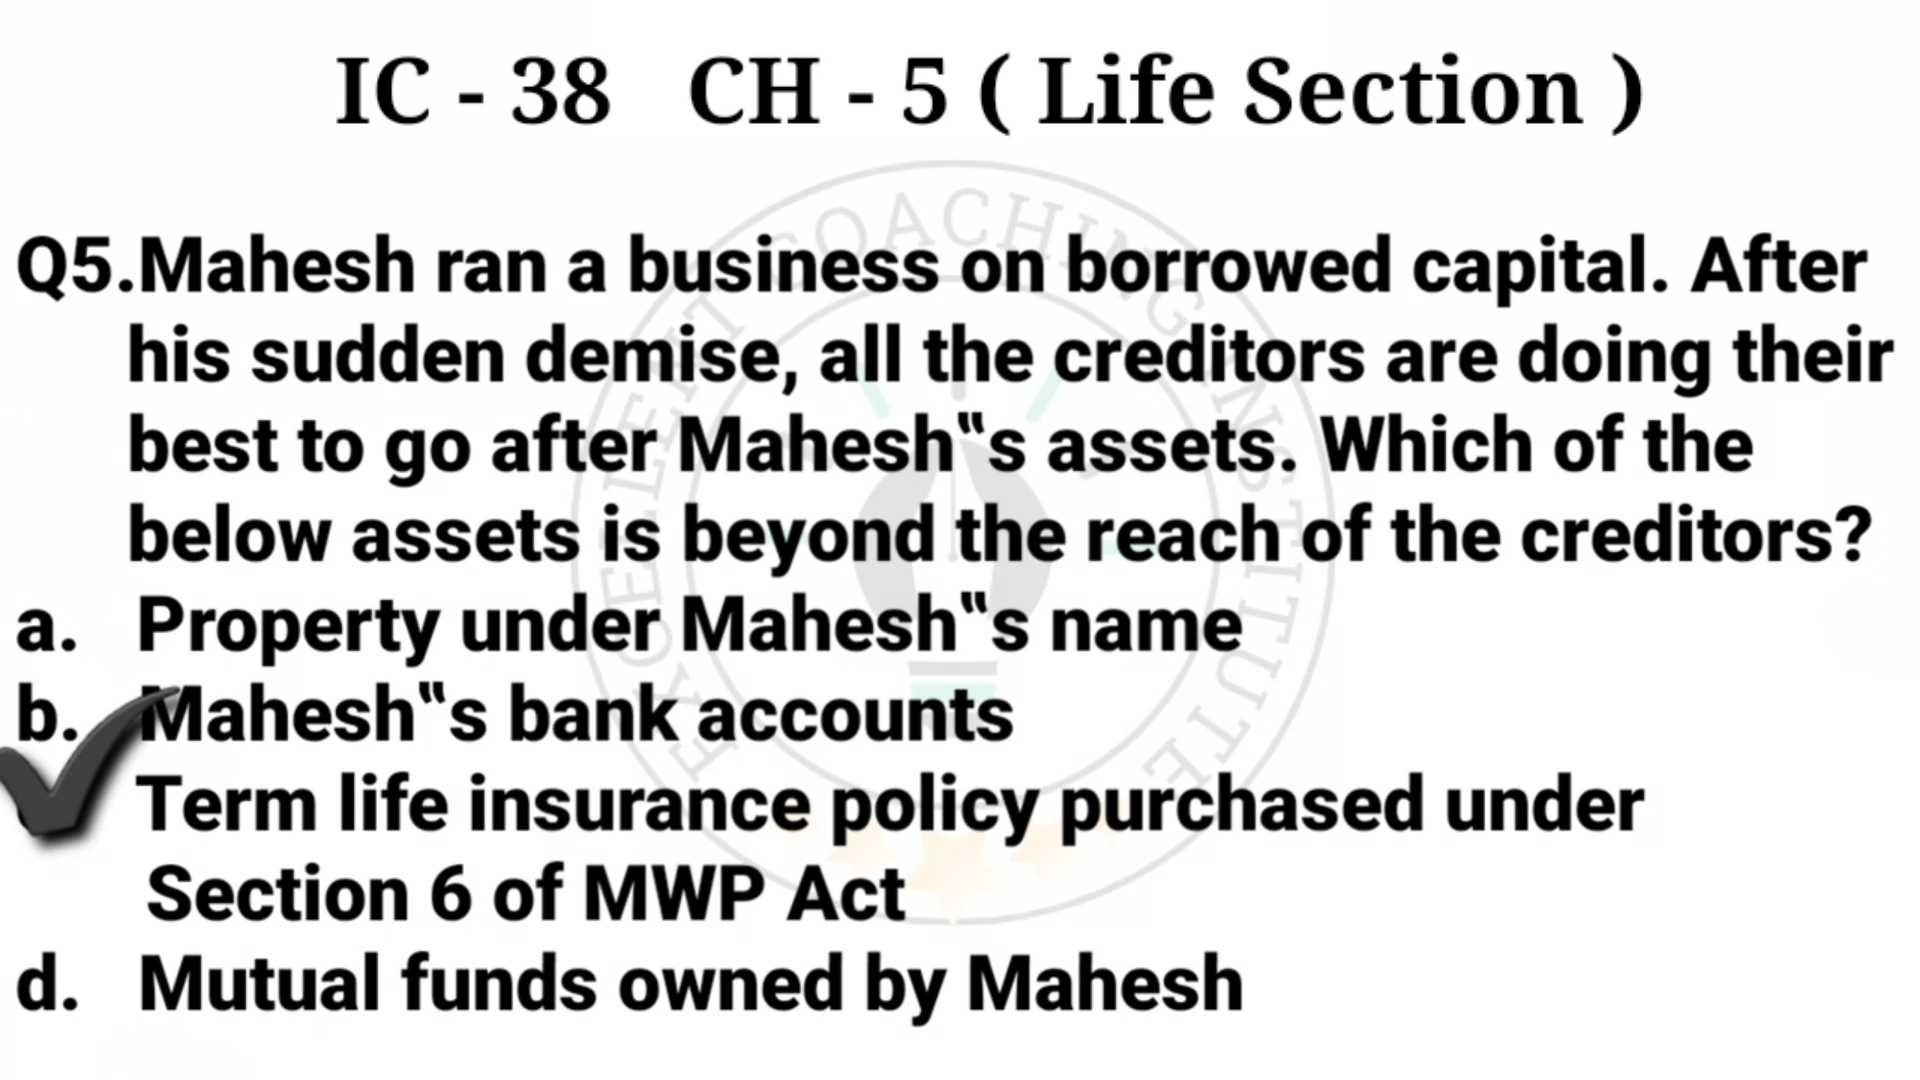 IC - 38 CH - 5 ( Life Section )
EXCELLENT COACHING INSTITUTE
Q5.Mahesh ran a business on borrowed capital. After
his sudden demise, all the creditors are doing their
best to go after Mahesh‟s assets. Which of the
below assets is beyond the reach of the creditors?
a. Property under Mahesh‟s name
b. Mahesh‟s bank accounts
Term life insurance policy purchased under
Section 6 of MWP Act
d. Mutual funds owned by Mahesh